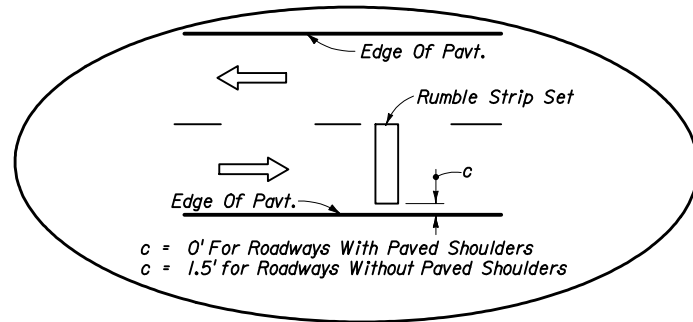 Edge Of Pavt.
Rumble Strip Set
c
Edge Of Pavt.
c = 0' For Roadways With Paved Shoulders
c = 1.5' for Roadways Without Paved Shoulders